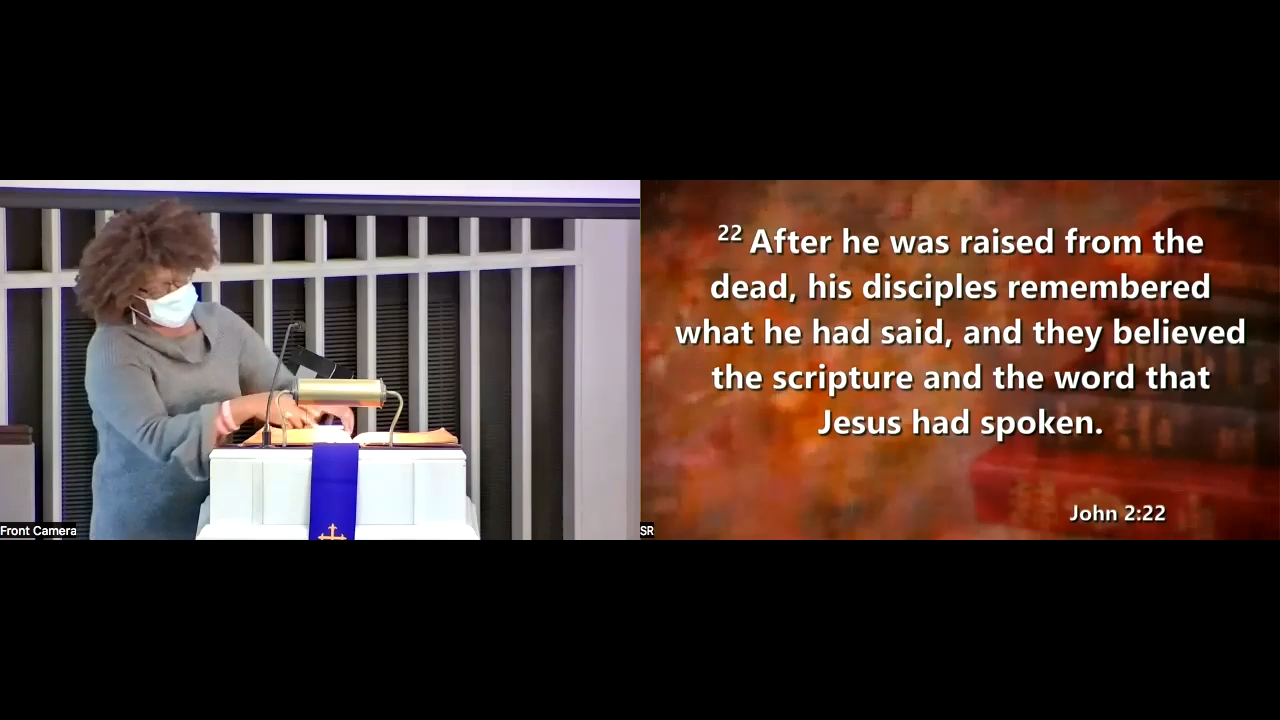 Front Camera
SR
22 After he was raised from the
dead, his disciples remembered
what he had said, and they believed
the scripture and the word that
Jesus had spoken.
John 2:22